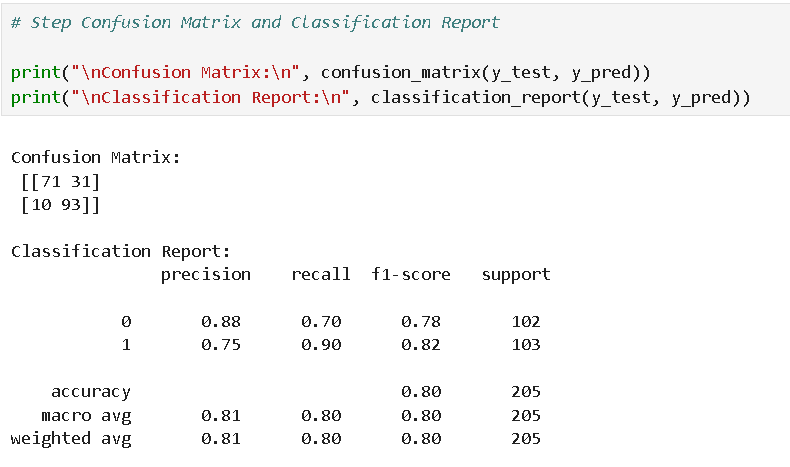 # Step Confusion Matrix and Classification Report
print("\nConfusion Matrix:\n", confusion_matrix(y_test, y_pred))
print("\nClassification Report:\n", classification_report(y_test, y_pred))
Confusion Matrix:
[[71 31]
[10 93]]
Classification Report:
precision recall f1-score support
0 0.88 0.70 0.78 102
1 0.75 0.90 0.82 103
accuracy 0.80 205
macro avg 0.81 0.80 0.80 205
weighted avg 0.81 0.80 0.80 205